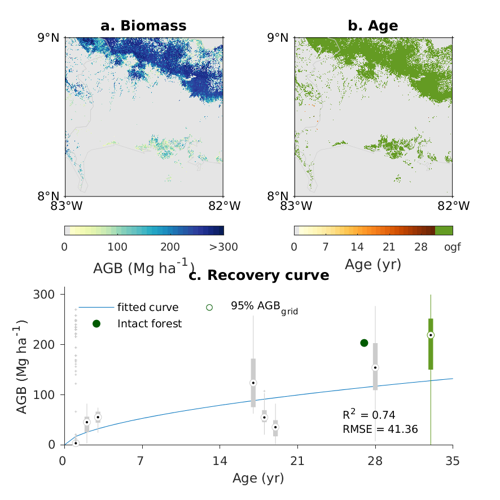 a. Biomass
b. Age
9°N
8°N
83°W
82°W
9°N
8°N
83°W
82°W
0 100 200 >300
AGB (Mg ha⁻¹)
0 7 14 21 28 ogf
Age (yr)
c. Recovery curve
300
200
100
0
AGB (Mg ha⁻¹)
fitted curve
95% AGB_grid
Intact forest
R² = 0.74
RMSE = 41.36
0 7 14 21 28 35
Age (yr)